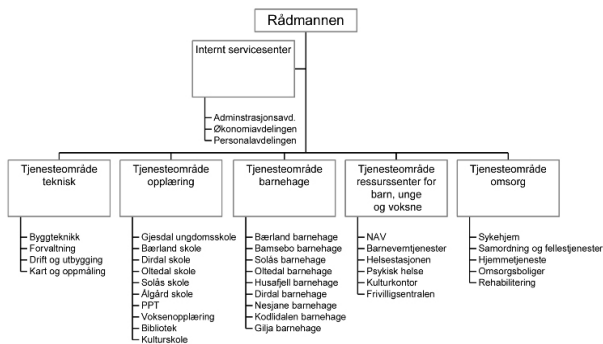 Rådmannen
Internt servicesenter
Adminstrasjonsavd.
Økonomiavdelingen
Personalavdelingen
Tjenesteområde
teknisk
Byggteknikk
Forvaltning
Drift og utbygging
Kart og oppmåling
Tjenesteområde
opplæring
Gjesdal ungdomsskole
Bærland skole
Dirdal skole
Oltedal skole
Solås skole
Ålgård skole
PPT
Voksenopplæring
Bibliotek
Kulturskole
Tjenesteområde
barnehage
Bærland barnehage
Bamsebo barnehage
Solås barnehage
Oltedal barnehage
Husafjell barnehage
Dirdal barnehage
Nesjane barnehage
Kodlidalen barnehage
Gilja barnehage
Tjenesteområde
ressurssenter for
barn, unge
og voksne
NAV
Barneverntjenester
Helsestasjonen
Psykisk helse
Kulturkontor
Frivilligsentralen
Tjenesteområde
omsorg
Sykehjem
Samordning og fellestjenester
Hjemmetjeneste
Omsorgsboliger
Rehabilitering